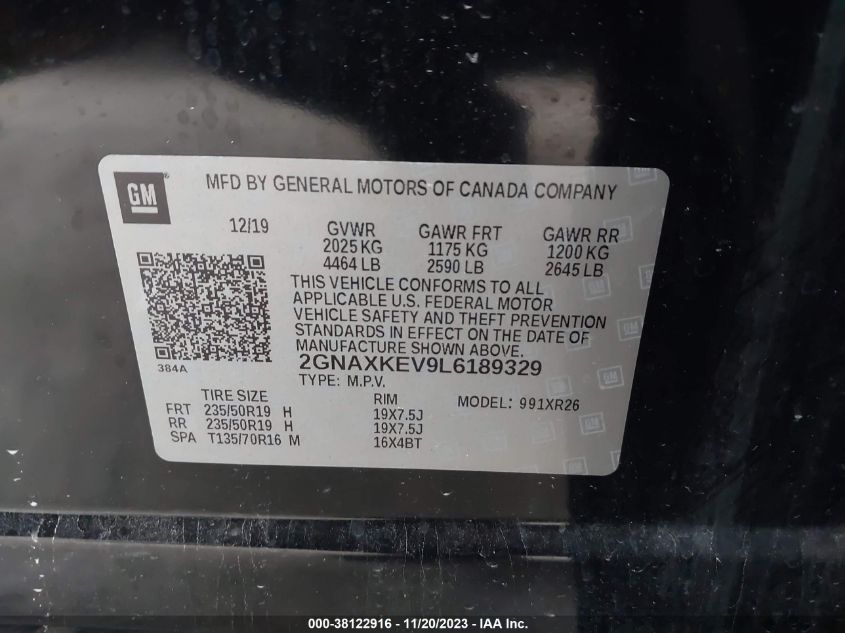 GM ®
MFD BY GENERAL MOTORS OF CANADA COMPANY
12/19 GVWR GAWR FRT GAWR RR
2025 KG 1175 KG 1200 KG
4464 LB 2590 LB 2645 LB
THIS VEHICLE CONFORMS TO ALL
APPLICABLE U.S. FEDERAL MOTOR
VEHICLE SAFETY AND THEFT PREVENTION
STANDARDS IN EFFECT ON THE DATE OF
MANUFACTURE SHOWN ABOVE.
384A 2GNAXKEV9L6189329
TYPE: M.P.V.
TIRE SIZE RIM MODEL: 991XR26
FRT 235/50R19 H 19X7.5J
RR 235/50R19 H 19X7.5J
SPA T135/70R16 M 16X4BT
000-38122916 - 11/20/2023 - IAA Inc.